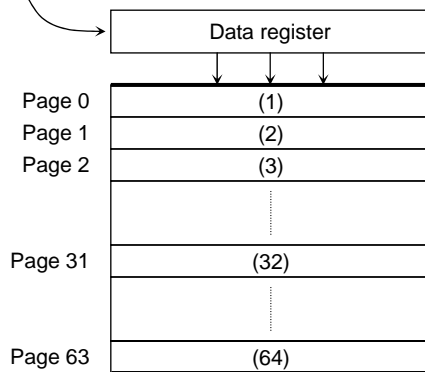 Data register
Page 0 (1)
Page 1 (2)
Page 2 (3)
Page 31 (32)
Page 63 (64)